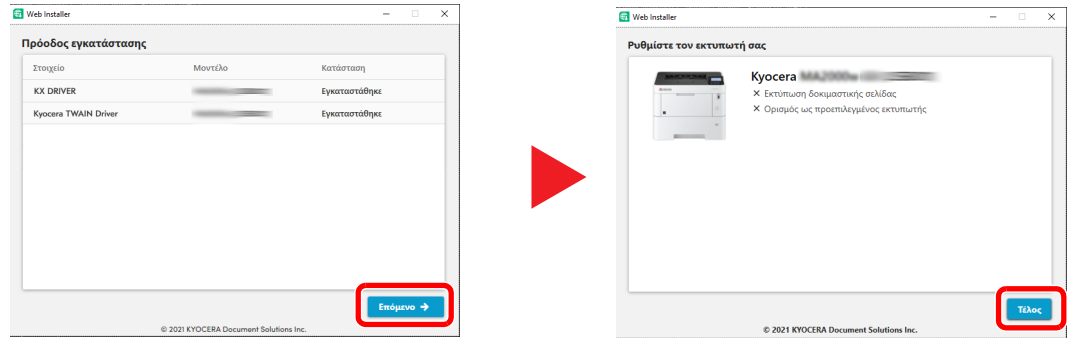 Web Installer
Πρόοδος εγκατάστασης
Στοιχείο Μοντέλο Κατάσταση
KX DRIVER Εγκαταστάθηκε
Kyocera TWAIN Driver Εγκαταστάθηκε
Επόμενο →
© 2021 KYOCERA Document Solutions Inc.
Web Installer
Ρυθμίστε τον εκτυπωτή σας
Kyocera
✕ Εκτύπωση δοκιμαστικής σελίδας
✕ Ορισμός ως προεπιλεγμένος εκτυπωτής
Τέλος
© 2021 KYOCERA Document Solutions Inc.